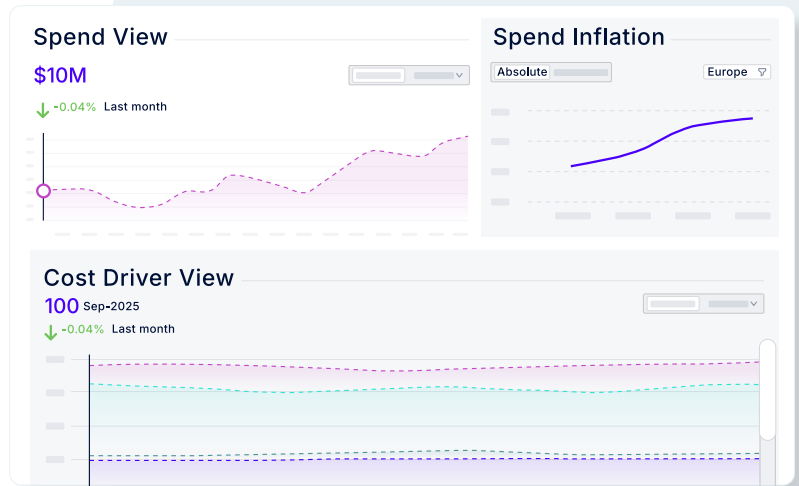 Spend View
$10M
-0.04% Last month
Spend Inflation
Absolute
Europe
Cost Driver View
100 Sep-2025
-0.04% Last month